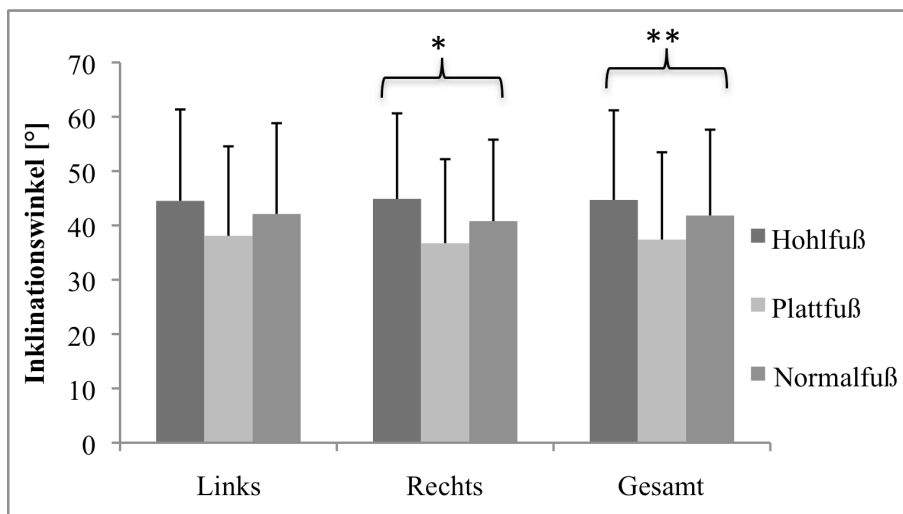 Inklinationswinkel [°]
70
60
50
40
30
20
10
0
*
**
Links
Rechts
Gesamt
Hohlfuß
Plattfuß
Normalfuß